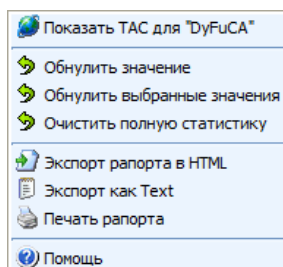 Показать ТАС для "DyFuCA"
Обнулить значение
Обнулить выбранные значения
Очистить полную статистику
Экспорт рапорта в HTML
Экспорт как Text
Печать рапорта
Помощь